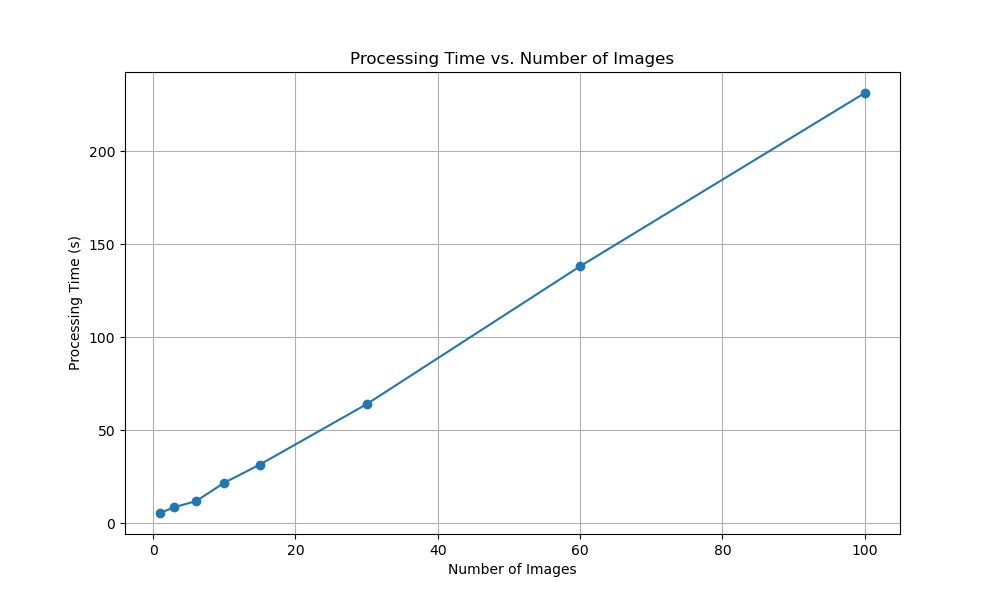 Processing Time vs. Number of Images
Processing Time (s)
200
150
100
50
0
0 20 40 60 80 100
Number of Images